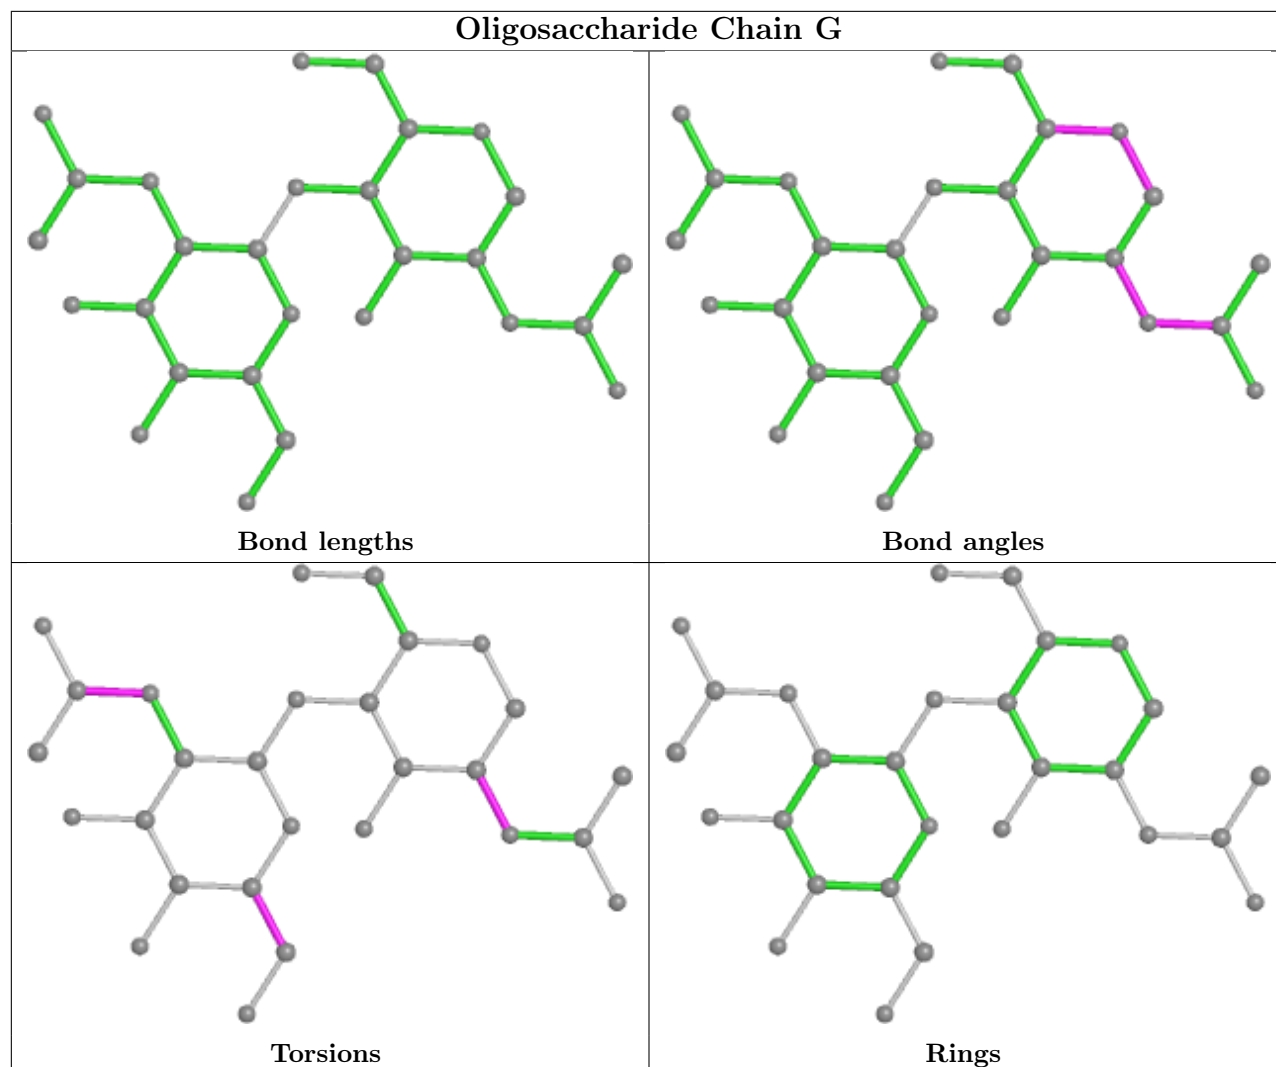 Oligosaccharide Chain G
Bond lengths
Bond angles
Torsions
Rings